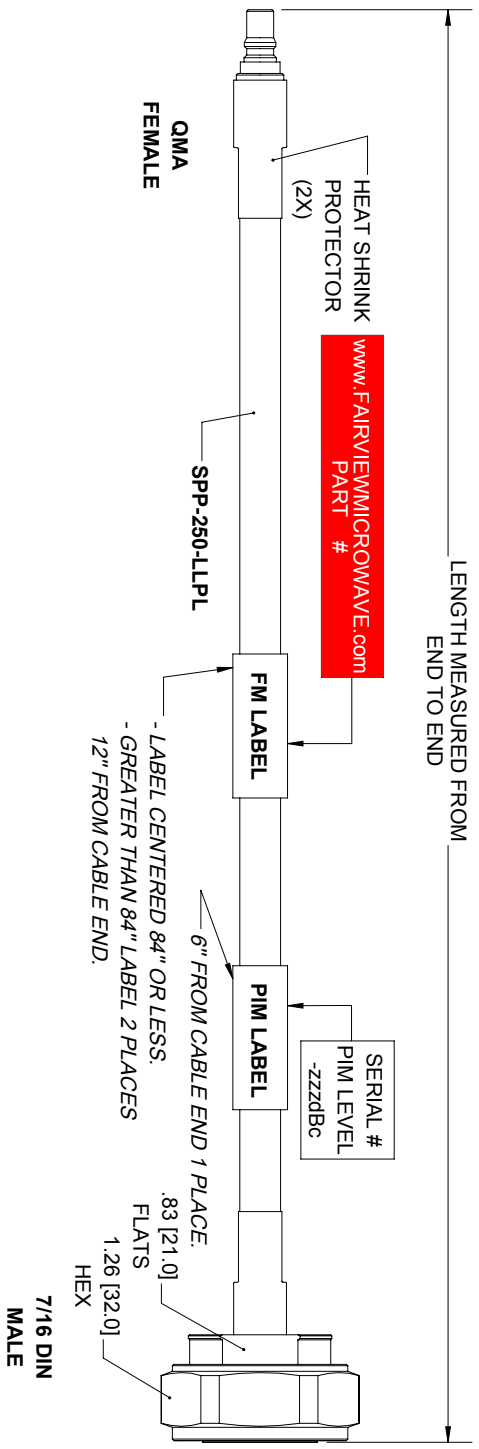 LENGTH MEASURED FROM
END TO END
HEAT SHRINK
PROTECTOR
(2X)
www.FAIRVIEWMICROWAVE.com
PART #
SERIAL #
PIM LEVEL
-zzzdBc
QMA
FEMALE
SPP-250-LLPL
FM LABEL
PIM LABEL
- LABEL CENTERED 84" OR LESS.
- GREATER THAN 84" LABEL 2 PLACES
12" FROM CABLE END.
6" FROM CABLE END 1 PLACE.
.83 [21.0]
FLATS
1.26 [32.0]
HEX
7/16 DIN
MALE